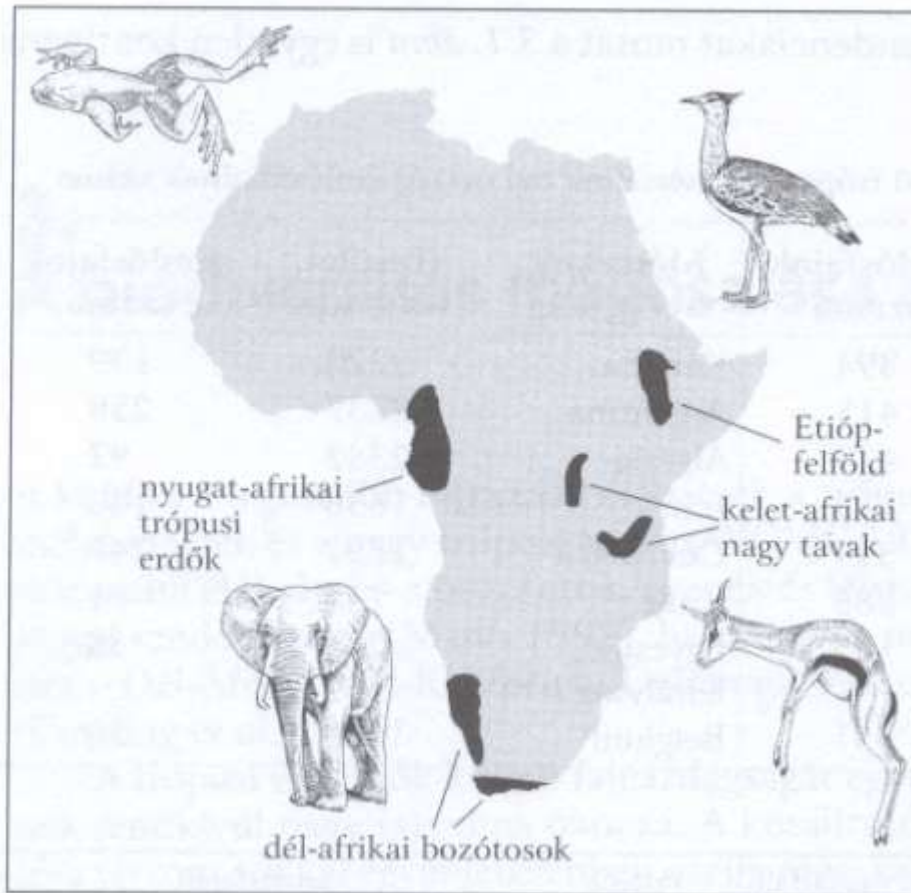 Etióp-
felföld
nyugat-afrikai
trópusi
erdők
kelet-afrikai
nagy tavak
dél-afrikai bozótosok